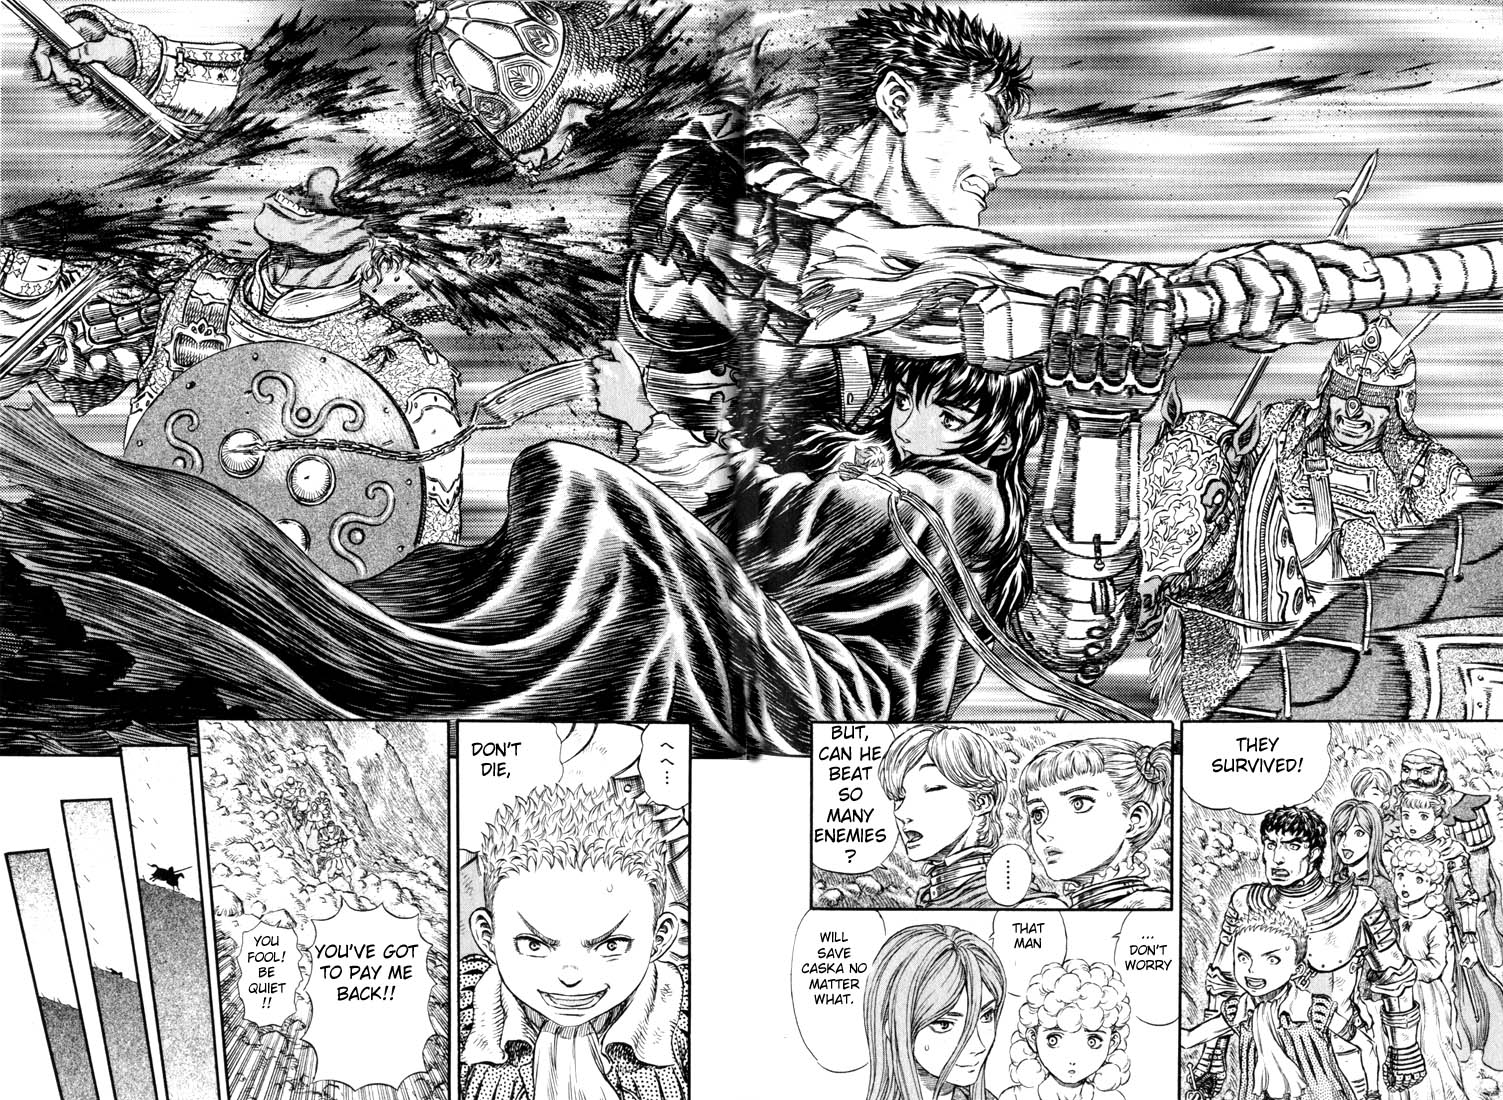 THEY
SURVIVED!
BUT,
CAN HE
BEAT
SO
MANY
ENEMIES
?
......
...
DON'T
WORRY
THAT
MAN
WILL
SAVE
CASKA NO
MATTER
WHAT.
へへ…
DON'T
DIE,
YOU'VE GOT
TO PAY ME
BACK!!
YOU
FOOL!
BE
QUIET
!!